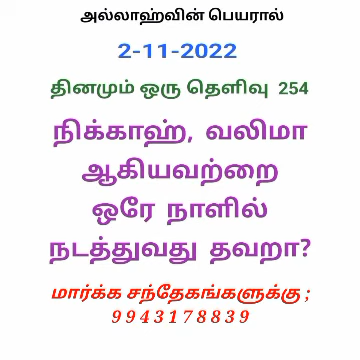 அல்லாஹ்வின் பெயரால்
2-11-2022
தினமும் ஒரு தெளிவு 254
நிக்காஹ், வலிமா
ஆகியவற்றை
ஒரே நாளில்
நடத்துவது தவறா?
மார்க்க சந்தேகங்களுக்கு ;
9943178839